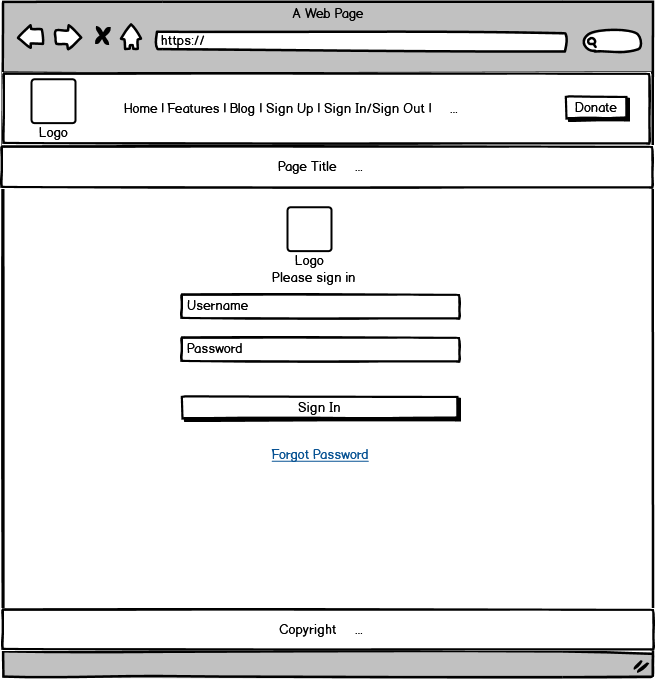 A Web Page
https://
Home | Features | Blog | Sign Up | Sign In/Sign Out | ...
Donate
Logo
Page Title ...
Logo
Please sign in
Username
Password
Sign In
Forgot Password
Copyright ...